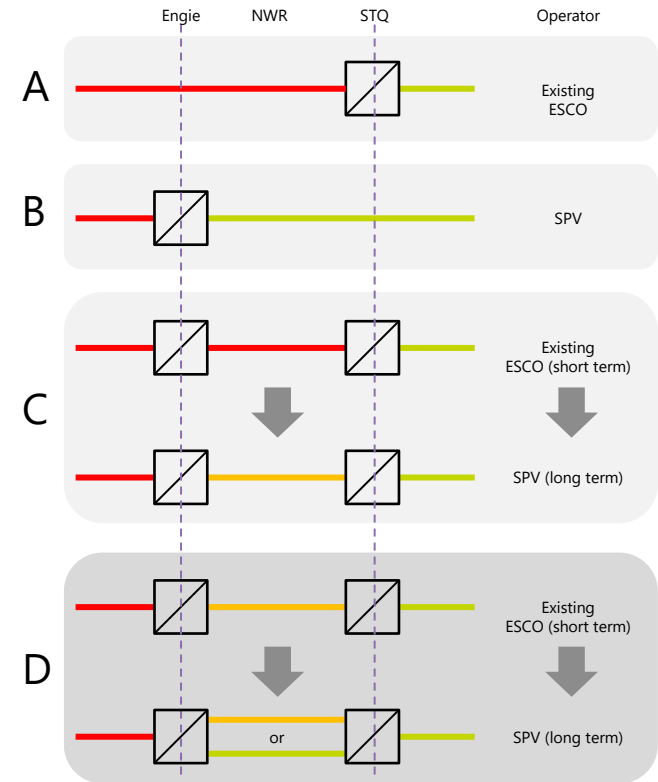 Engie NWR STQ Operator
A
Existing
ESCO
B
SPV
C
Existing
ESCO (short term)
SPV (long term)
D
Existing
ESCO (short term)
or
SPV (long term)